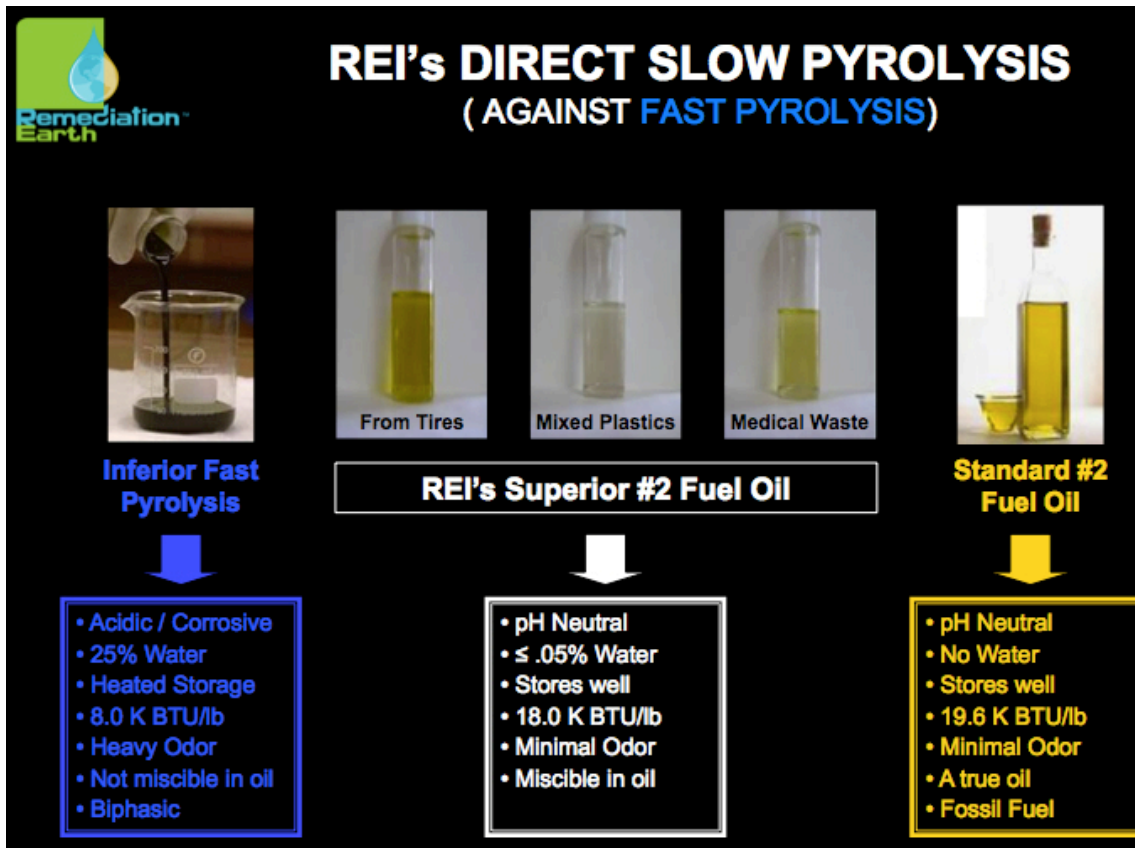 Remediation™
Earth
REI's DIRECT SLOW PYROLYSIS
( AGAINST FAST PYROLYSIS)
From Tires
Mixed Plastics
Medical Waste
Inferior Fast
Pyrolysis
REI's Superior #2 Fuel Oil
Standard #2
Fuel Oil
• Acidic / Corrosive
• 25% Water
• Heated Storage
• 8.0 K BTU/lb
• Heavy Odor
• Not miscible in oil
• Biphasic
• pH Neutral
• ≤ .05% Water
• Stores well
• 18.0 K BTU/lb
• Minimal Odor
• Miscible in oil
• pH Neutral
• No Water
• Stores well
• 19.6 K BTU/lb
• Minimal Odor
• A true oil
• Fossil Fuel